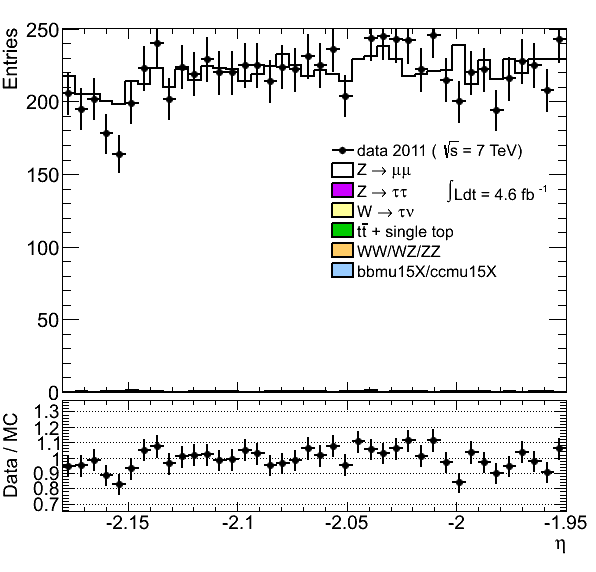 Entries
250
200
150
100
50
0
data 2011 ( √s = 7 TeV)
Z → μμ
Z → ττ
∫Ldt = 4.6 fb⁻¹
W → τν
tt̄ + single top
WW/WZ/ZZ
bbmu15X/ccmu15X
Data / MC
1.3
1.2
1.1
1
0.9
0.8
0.7
-2.15 -2.1 -2.05 -2 -1.95
η